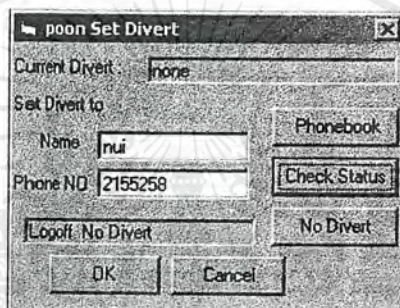 poon Set Divert
Current Divert : none
Set Divert to
Phonebook
Name nui
Phone NO 2155258
Check Status
Logoff No Divert
No Divert
OK
Cancel